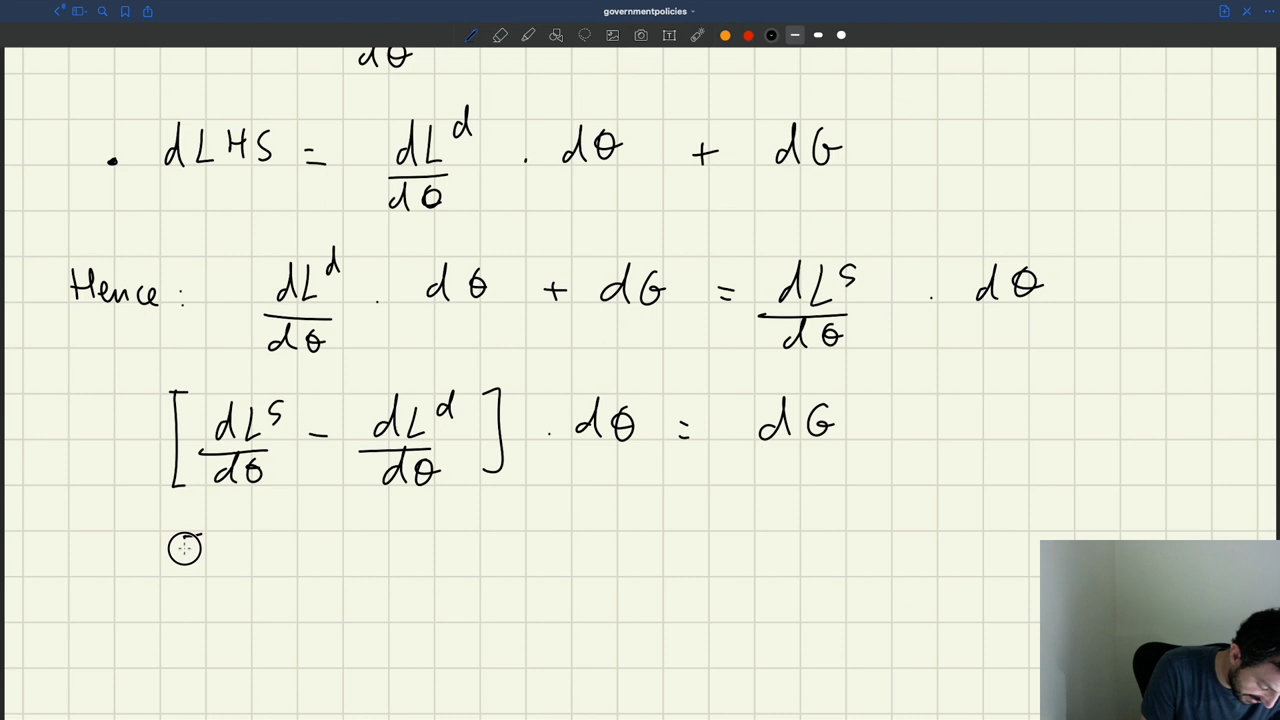 governmentpolicies
dθ
. dLHS = dL^d/dθ . dθ + dG
Hence: dL^d/dθ . dθ + dG = dL^s/dθ . dθ
[dL^s/dθ - dL^d/dθ] . dθ = dG